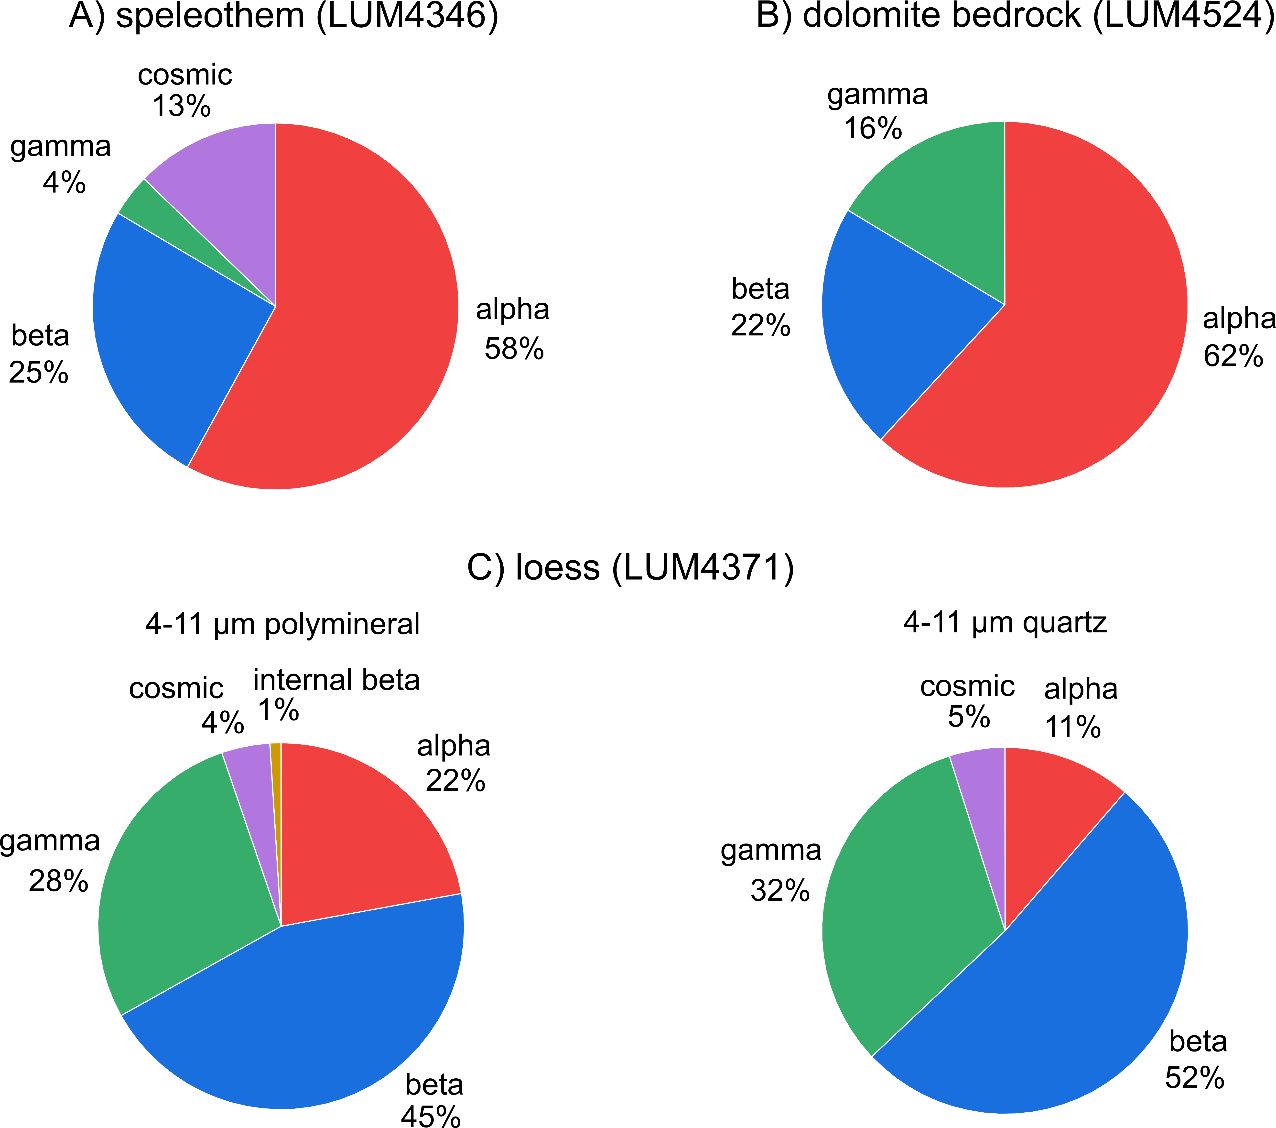 A) speleothem (LUM4346)
cosmic
13%
gamma
4%
beta
25%
alpha
58%
B) dolomite bedrock (LUM4524)
gamma
16%
beta
22%
alpha
62%
C) loess (LUM4371)
4-11 µm polymineral
cosmic
4%
internal beta
1%
alpha
22%
gamma
28%
beta
45%
4-11 µm quartz
cosmic
5%
alpha
11%
gamma
32%
beta
52%